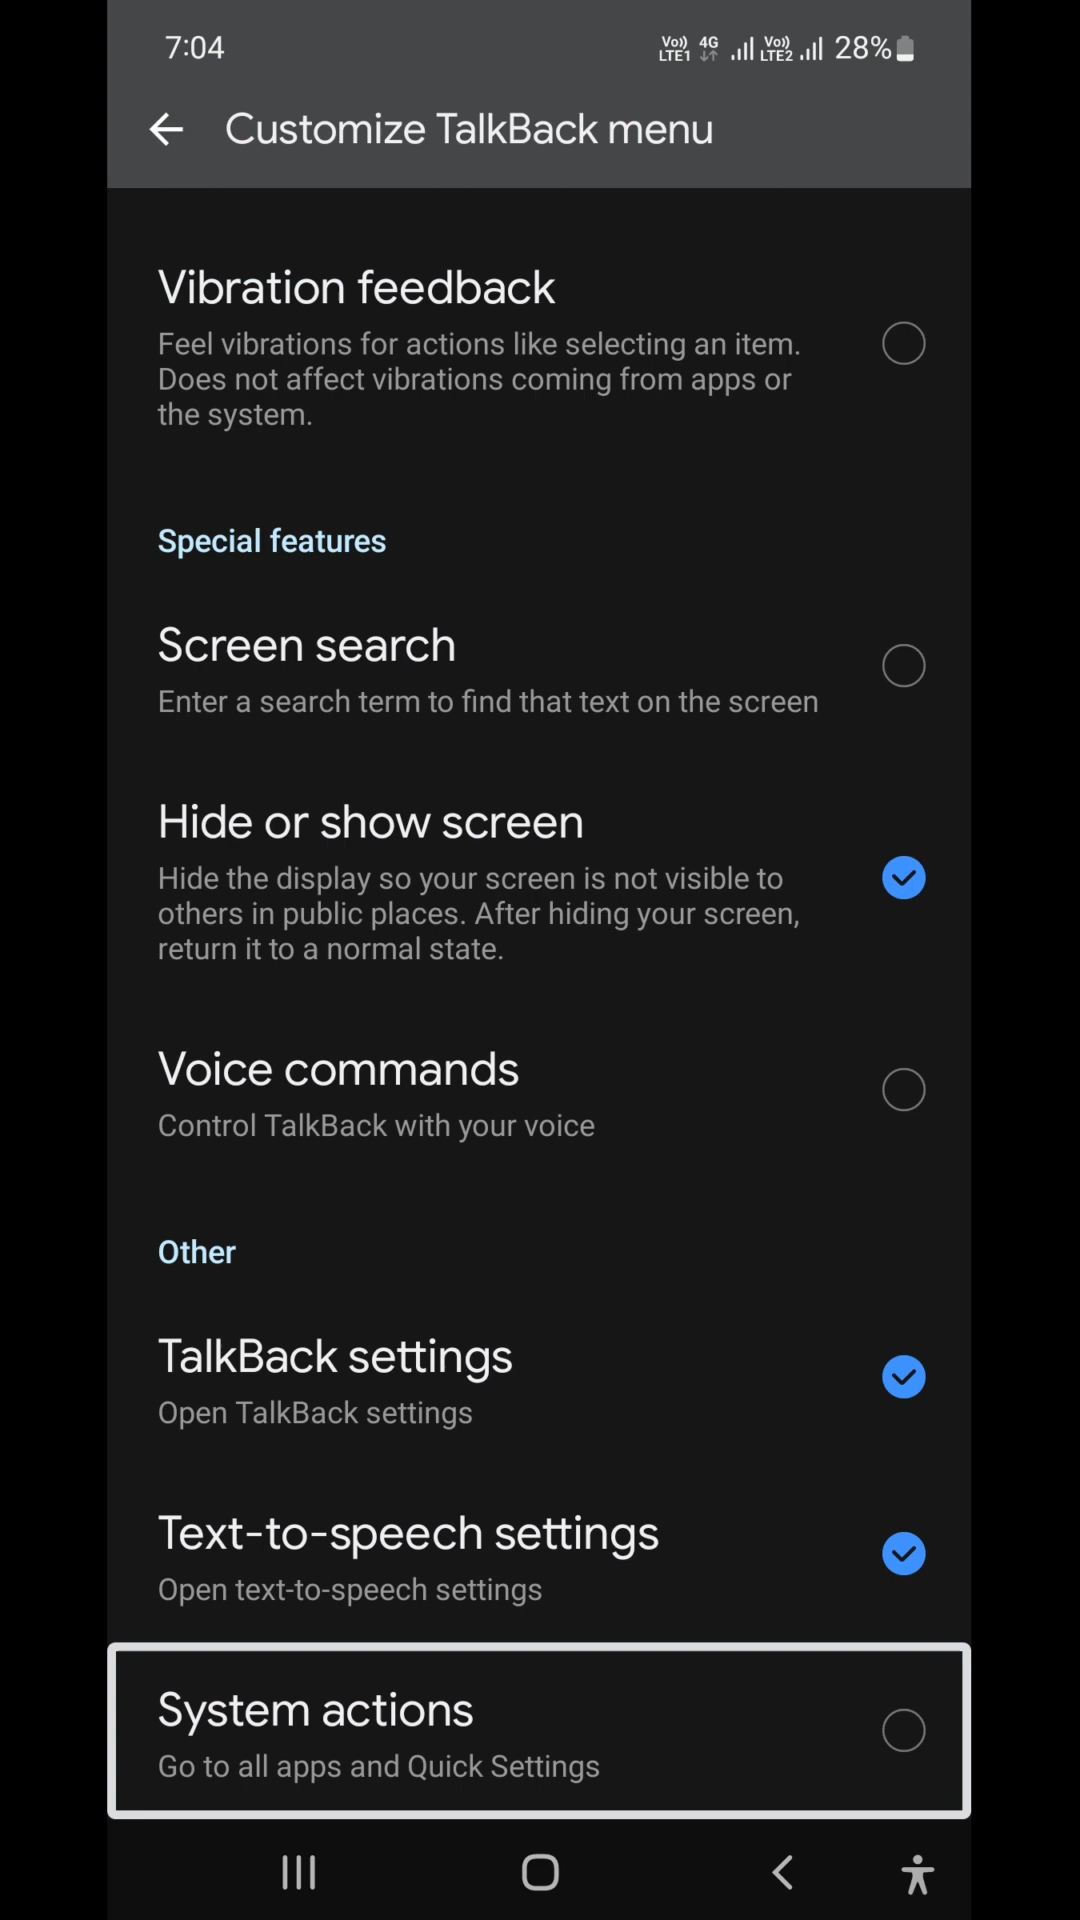 7:04
Vo)) 4G Vo)) 28%
LTE1 LTE2
Customize TalkBack menu
Vibration feedback
Feel vibrations for actions like selecting an item.
Does not affect vibrations coming from apps or
the system.
Special features
Screen search
Enter a search term to find that text on the screen
Hide or show screen
Hide the display so your screen is not visible to
others in public places. After hiding your screen,
return it to a normal state.
Voice commands
Control TalkBack with your voice
Other
TalkBack settings
Open TalkBack settings
Text-to-speech settings
Open text-to-speech settings
System actions
Go to all apps and Quick Settings